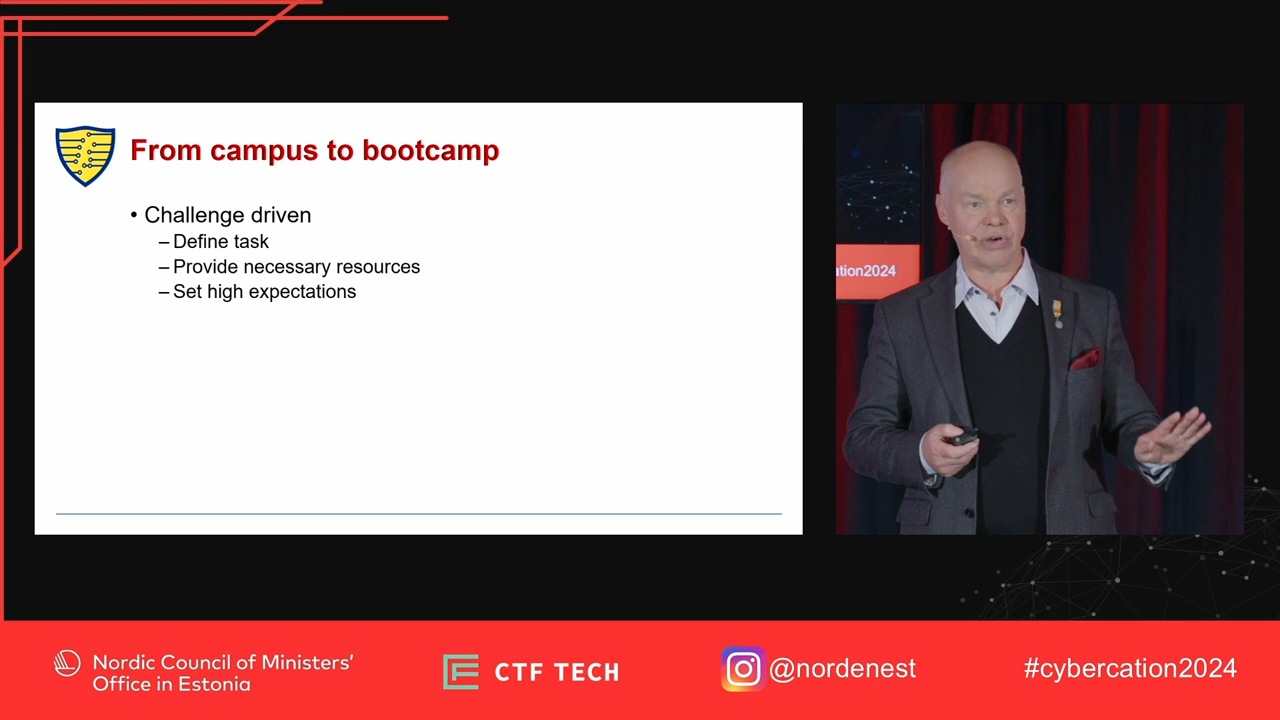 From campus to bootcamp
• Challenge driven
– Define task
– Provide necessary resources
– Set high expectations
ation2024
Nordic Council of Ministers'
Office in Estonia
CTF TECH
@nordenest
#cybercation2024